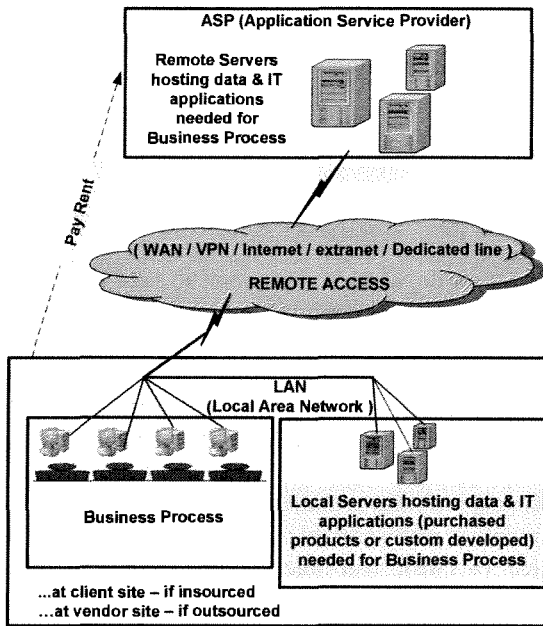 ASP (Application Service Provider)
Remote Servers
hosting data & IT
applications
needed for
Business Process
Pay Rent
( WAN / VPN / Internet / extranet / Dedicated line )
REMOTE ACCESS
LAN
(Local Area Network )
Business Process
Local Servers hosting data & IT
applications (purchased
products or custom developed)
needed for Business Process
...at client site – if insourced
...at vendor site – if outsourced